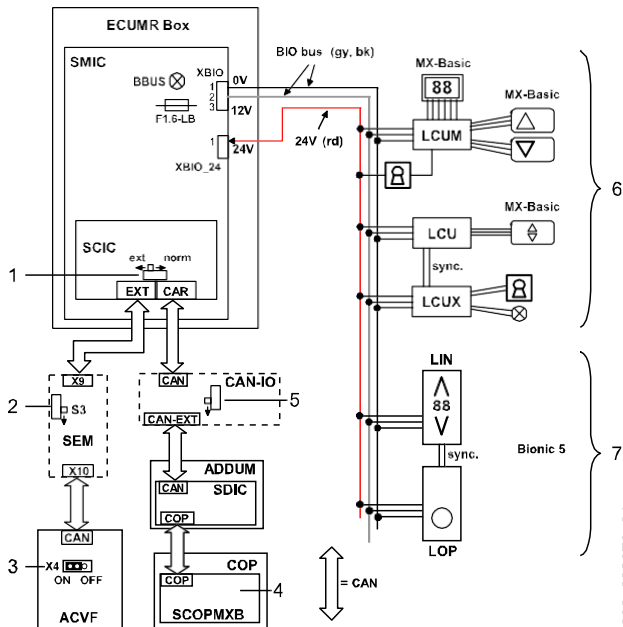 ECUMR Box
SMIC
BBUS
XBIO
1
2
3
0V
12V
F1.6-LB
1
24V
XBIO_24
BIO bus (gy, bk)
24V (rd)
MX-Basic
88
MX-Basic
LCUM
6
MX-Basic
LCU
sync.
LCUX
SCIC
ext norm
1
EXT CAR
X9
CAN
CAN-IO
2
S3
5
SEM
CAN-EXT
X10
LIN
88
Bionic 5
7
sync.
LOP
ADDUM
CAN
SDIC
COP
CAN
3
X4
ON OFF
ACVF
COP
COP
4
SCOPMXB
= CAN